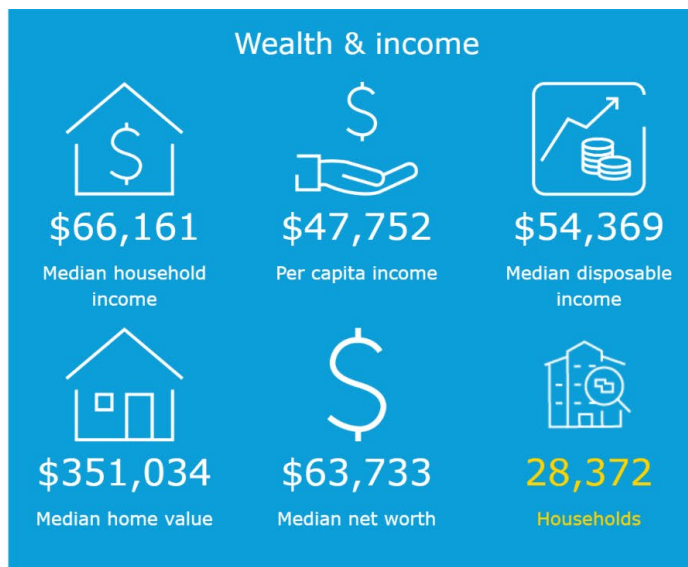 Wealth & income
$66,161
Median household
income
$47,752
Per capita income
$54,369
Median disposable
income
$351,034
Median home value
$63,733
Median net worth
28,372
Households